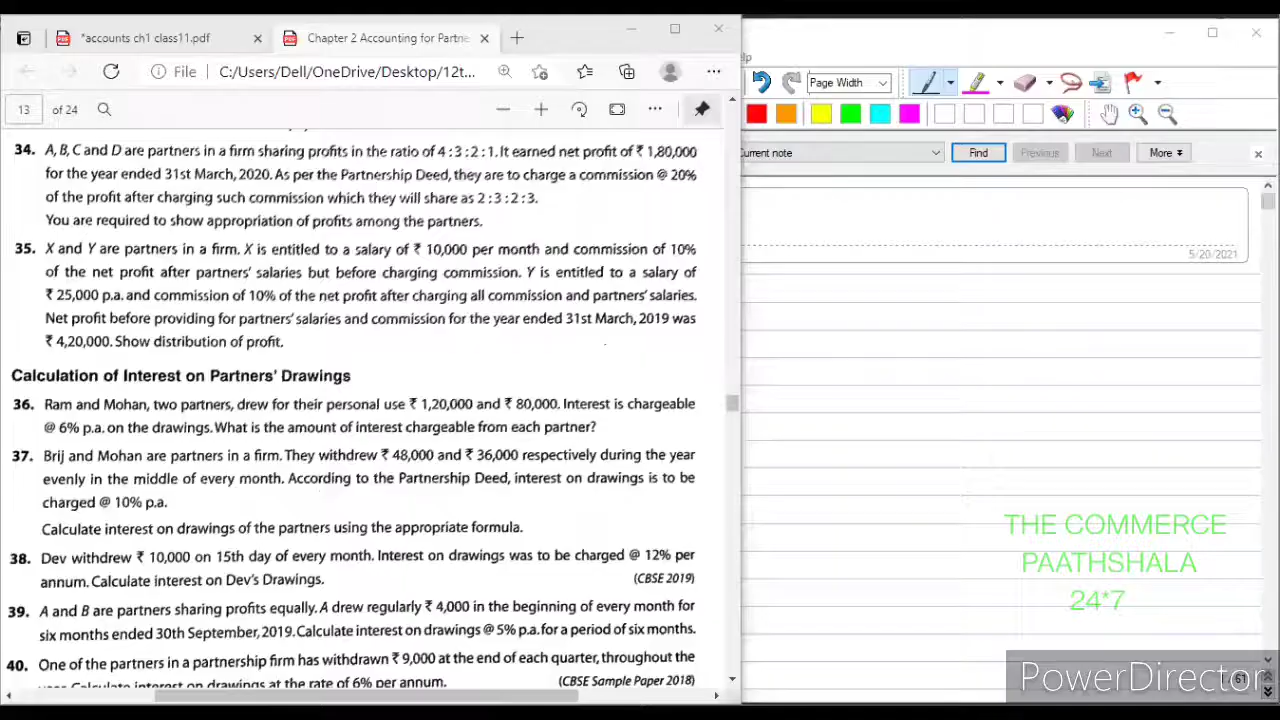 *accounts ch1 class11.pdf
Chapter 2 Accounting for Partne
File
C:/Users/Dell/OneDrive/Desktop/12t...
13 of 24
34. A, B, C and D are partners in a firm sharing profits in the ratio of 4 : 3 : 2 : 1. It earned net profit of ₹ 1,80,000
for the year ended 31st March, 2020. As per the Partnership Deed, they are to charge a commission @ 20%
of the profit after charging such commission which they will share as 2 : 3 : 2 : 3.
You are required to show appropriation of profits among the partners.
35. X and Y are partners in a firm. X is entitled to a salary of ₹ 10,000 per month and commission of 10%
of the net profit after partners' salaries but before charging commission. Y is entitled to a salary of
₹ 25,000 p.a. and commission of 10% of the net profit after charging all commission and partners' salaries.
Net profit before providing for partners' salaries and commission for the year ended 31st March, 2019 was
₹ 4,20,000. Show distribution of profit.
Calculation of Interest on Partners' Drawings
36. Ram and Mohan, two partners, drew for their personal use ₹ 1,20,000 and ₹ 80,000. Interest is chargeable
@ 6% p.a. on the drawings. What is the amount of interest chargeable from each partner?
37. Brij and Mohan are partners in a firm. They withdrew ₹ 48,000 and ₹ 36,000 respectively during the year
evenly in the middle of every month. According to the Partnership Deed, interest on drawings is to be
charged @ 10% p.a.
Calculate interest on drawings of the partners using the appropriate formula.
38. Dev withdrew ₹ 10,000 on 15th day of every month. Interest on drawings was to be charged @ 12% per
annum. Calculate interest on Dev's Drawings. (CBSE 2019)
39. A and B are partners sharing profits equally. A drew regularly ₹ 4,000 in the beginning of every month for
six months ended 30th September, 2019. Calculate interest on drawings @ 5% p.a. for a period of six months.
40. One of the partners in a partnership firm has withdrawn ₹ 9,000 at the end of each quarter, throughout the
year. Calculate interest on drawings at the rate of 6% per annum. (CBSE Sample Paper 2018)
lp
Page Width
Current note
Find
Previous
Next
More
5/20/2021
THE COMMERCE
PAATHSHALA
24*7
PowerDirector